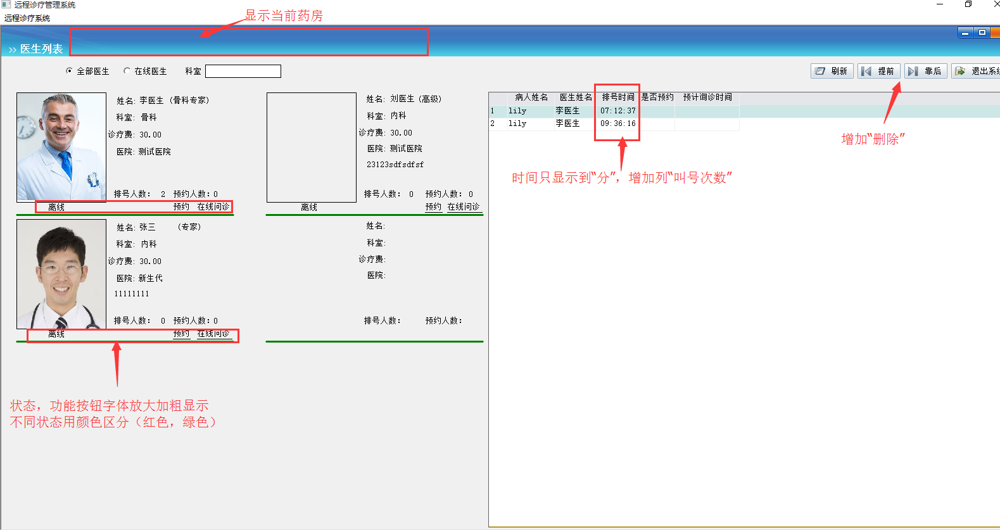 远程诊疗管理系统
远程诊疗系统
显示当前药房
医生列表
全部医生 在线医生 科室
刷新 提前 靠后 退出系
姓名: 李医生 (骨科专家)
科室: 骨科
诊疗费: 30.00
医院: 测试医院
排号人数: 2 预约人数:0
离线 预约 在线问诊
姓名: 刘医生 (高级)
科室: 内科
诊疗费: 30.00
医院: 测试医院
23123sdfsdfsf
排号人数: 0 预约人数: 0
离线 预约 在线问诊
姓名: 张三 (专家)
科室: 内科
诊疗费: 30.00
医院: 新生代
11111111
排号人数: 0 预约人数:0
离线 预约 在线问诊
姓名:
科室:
诊疗费:
医院:
排号人数: 预约人数:
病人姓名 医生姓名 排号时间 是否预约 预计询诊时间
1 lily 李医生 07:12:37
2 lily 李医生 09:36:16
增加“删除”
时间只显示到“分”，增加列“叫号次数”
状态，功能按钮字体放大加粗显示
不同状态用颜色区分（红色，绿色）